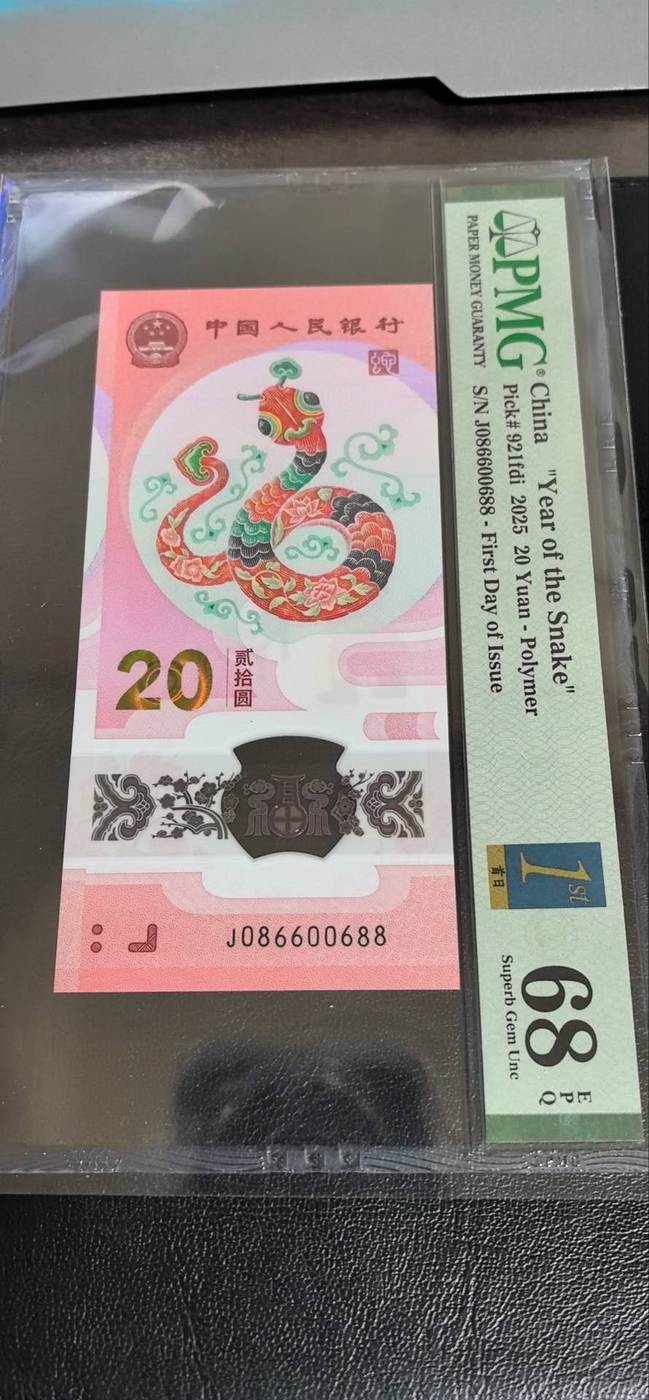 中国人民银行
20
贰拾圆
J086600688
PMG®
PAPER MONEY GUARANTY
China "Year of the Snake"
Pick# 921fdi 2025 20 Yuan - Polymer
S/N J086600688 - First Day of Issue
1st
首日
68
EPQ
Superb Gem Unc